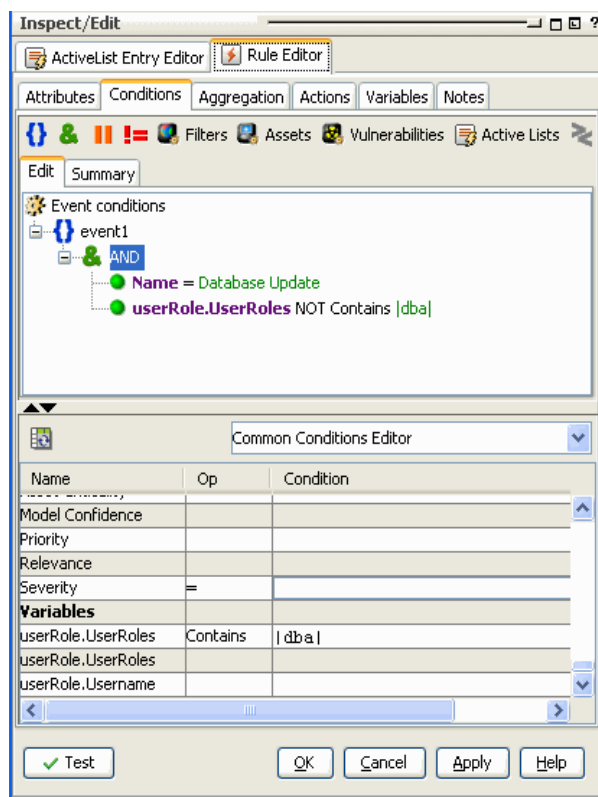 Inspect/Edit ?
ActiveList Entry Editor Rule Editor
Attributes Conditions Aggregation Actions Variables Notes
{} & != Filters Assets Vulnerabilities Active Lists
Edit Summary
Event conditions
{} event1
& AND
Name = Database Update
userRole.UserRoles NOT Contains |dba|
Common Conditions Editor
Name Op Condition
Model Confidence
Priority
Relevance
Severity =
Variables
userRole.UserRoles Contains |dba|
userRole.UserRoles
userRole.Username
Test OK Cancel Apply Help